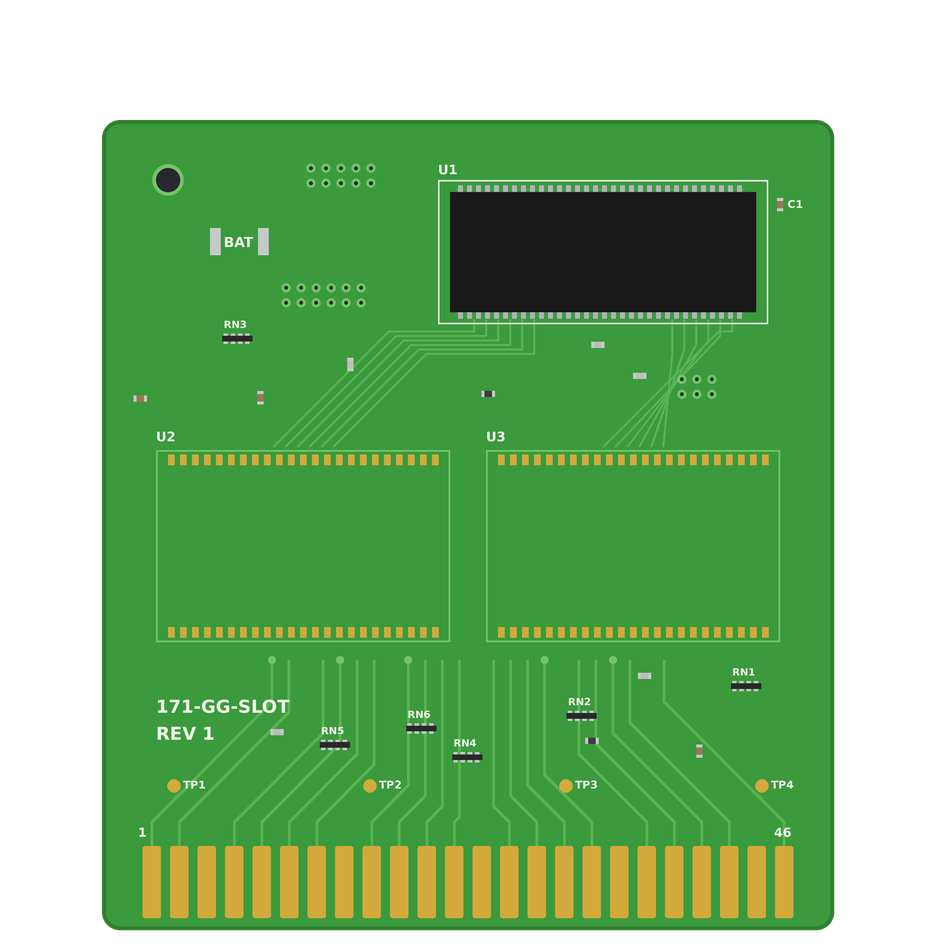 U1
C1
BAT
RN3
U2
U3
RN1
171-GG-SLOT
RN2
RN6
REV 1
RN5
RN4
TP1
TP2
TP3
TP4
1
46